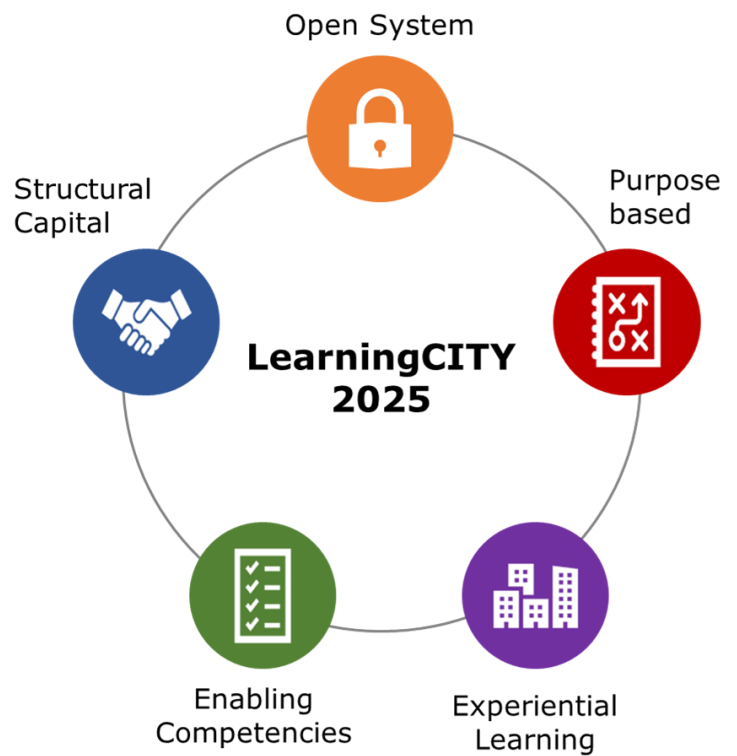 Open System
Structural
Capital
Purpose
based
LearningCITY
2025
Enabling
Competencies
Experiential
Learning